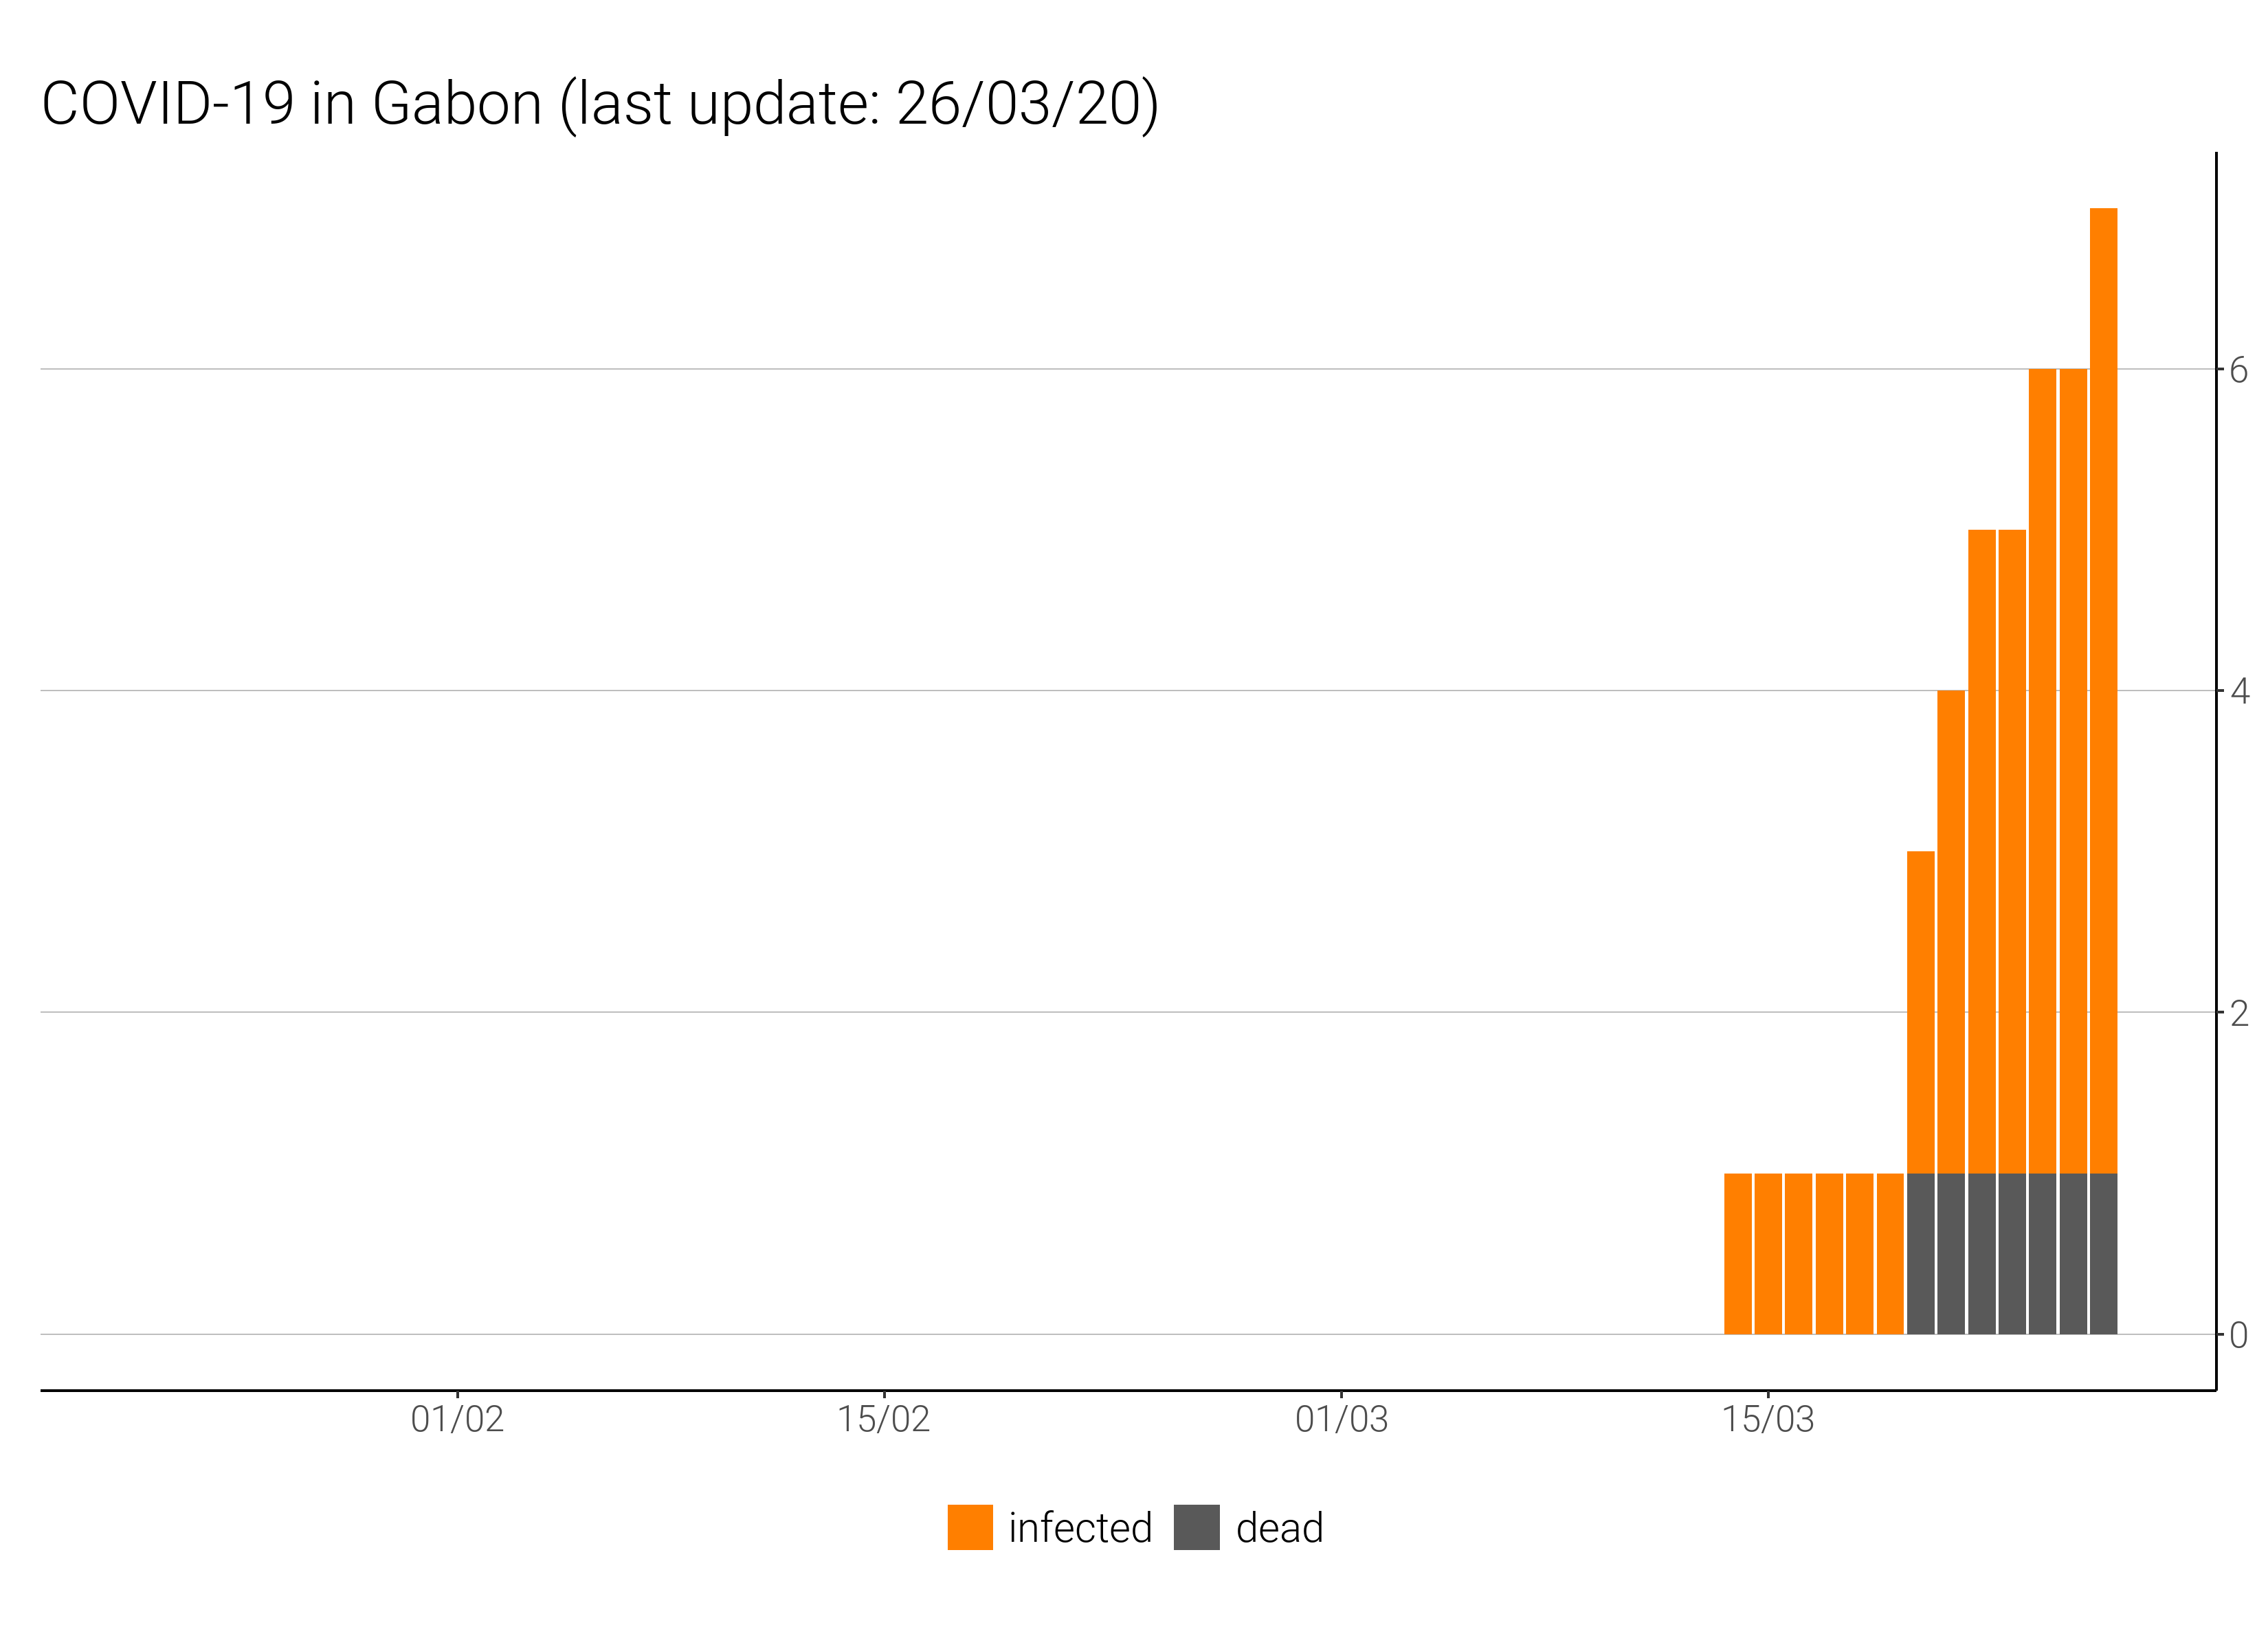 COVID-19 in Gabon (last update: 26/03/20)
6
4
2
0
01/02 15/02 01/03 15/03
infected dead